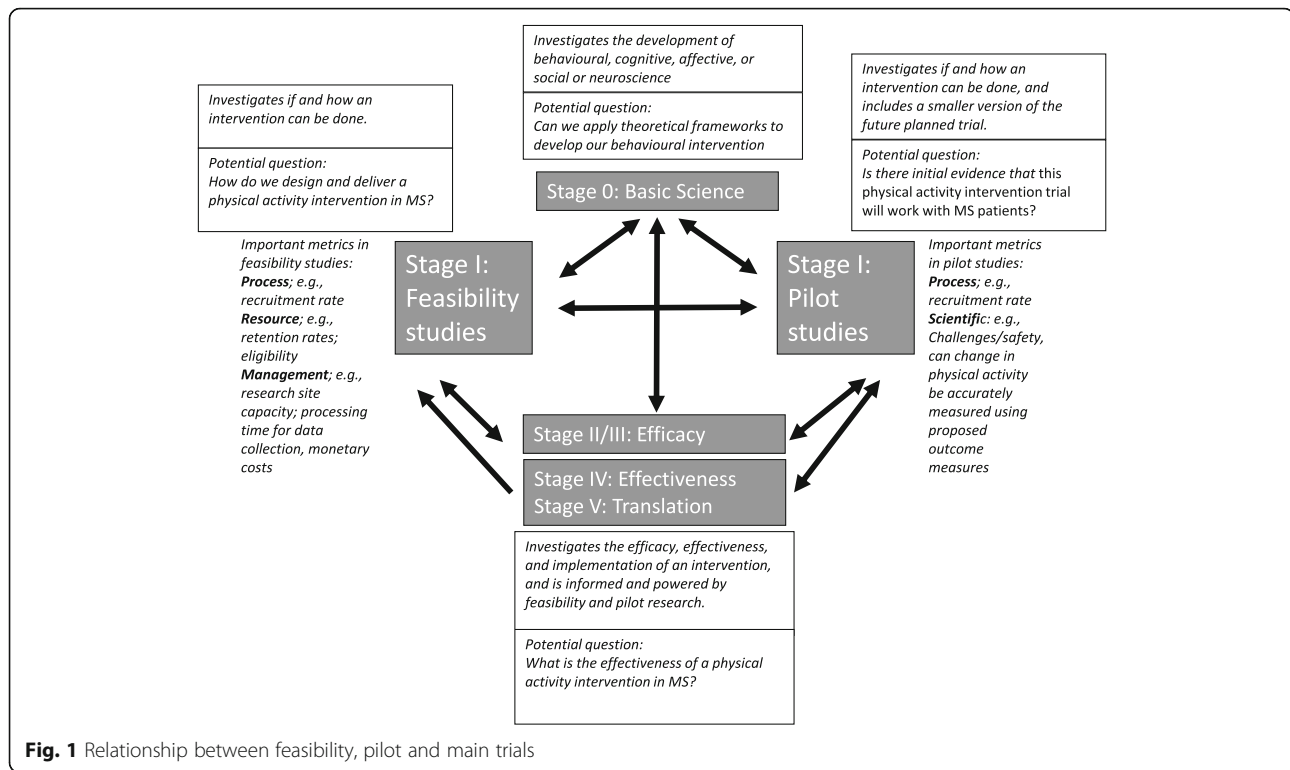 Investigates the development of
behavioural, cognitive, affective, or
social or neuroscience
Potential question:
Can we apply theoretical frameworks to
develop our behavioural intervention
Investigates if and how an
intervention can be done.
Potential question:
How do we design and deliver a
physical activity intervention in MS?
Investigates if and how an
intervention can be done, and
includes a smaller version of the
future planned trial.
Potential question:
Is there initial evidence that this
physical activity intervention trial
will work with MS patients?
Stage 0: Basic Science
Important metrics in
feasibility studies:
Process; e.g.,
recruitment rate
Resource; e.g.,
retention rates;
eligibility
Management; e.g.,
research site
capacity; processing
time for data
collection, monetary
costs
Stage I:
Feasibility
studies
Stage I:
Pilot
studies
Important metrics
in pilot studies:
Process; e.g.,
recruitment rate
Scientific: e.g.,
Challenges/safety,
can change in
physical activity
be accurately
measured using
proposed
outcome
measures
Stage II/III: Efficacy
Stage IV: Effectiveness
Stage V: Translation
Investigates the efficacy, effectiveness,
and implementation of an intervention,
and is informed and powered by
feasibility and pilot research.
Potential question:
What is the effectiveness of a physical
activity intervention in MS?
Fig. 1 Relationship between feasibility, pilot and main trials